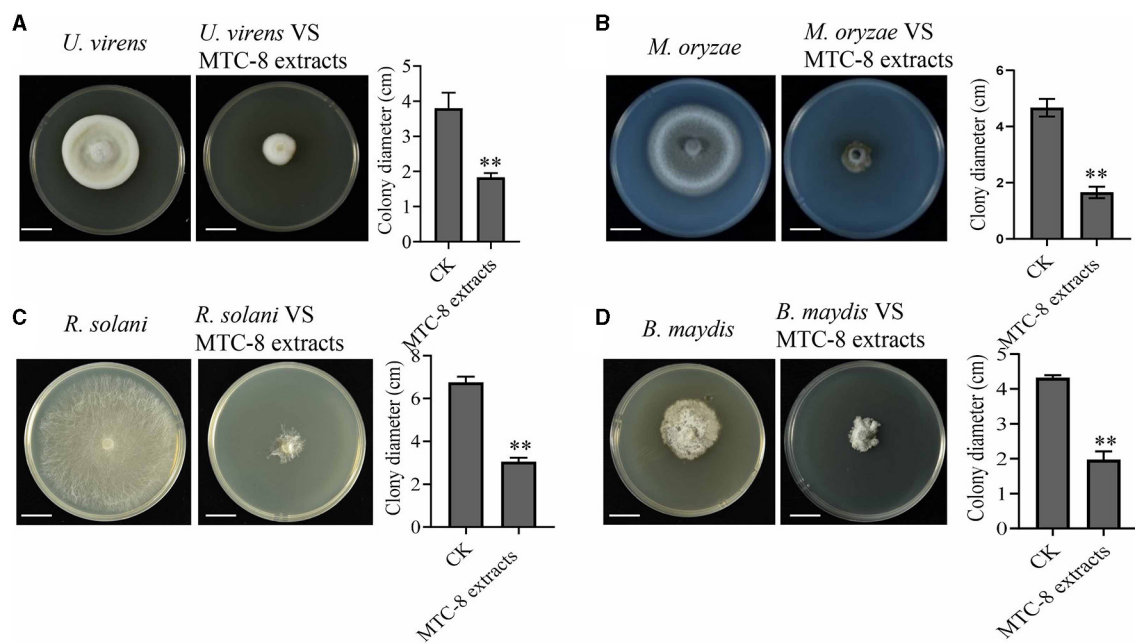 A
U. virens
U. virens VS
MTC-8 extracts
Colony diameter (cm)
5
4
3
2
1
0
**
CK
MTC-8 extracts
B
M. oryzae
M. oryzae VS
MTC-8 extracts
Clony diameter (cm)
6
4
2
0
**
CK
MTC-8 extracts
C
R. solani
R. solani VS
MTC-8 extracts
Clony diameter (cm)
8
6
4
2
0
**
CK
MTC-8 extracts
D
B. maydis
B. maydis VS
MTC-8 extracts
Colony diameter (cm)
5
4
3
2
1
0
**
CK
MTC-8 extracts